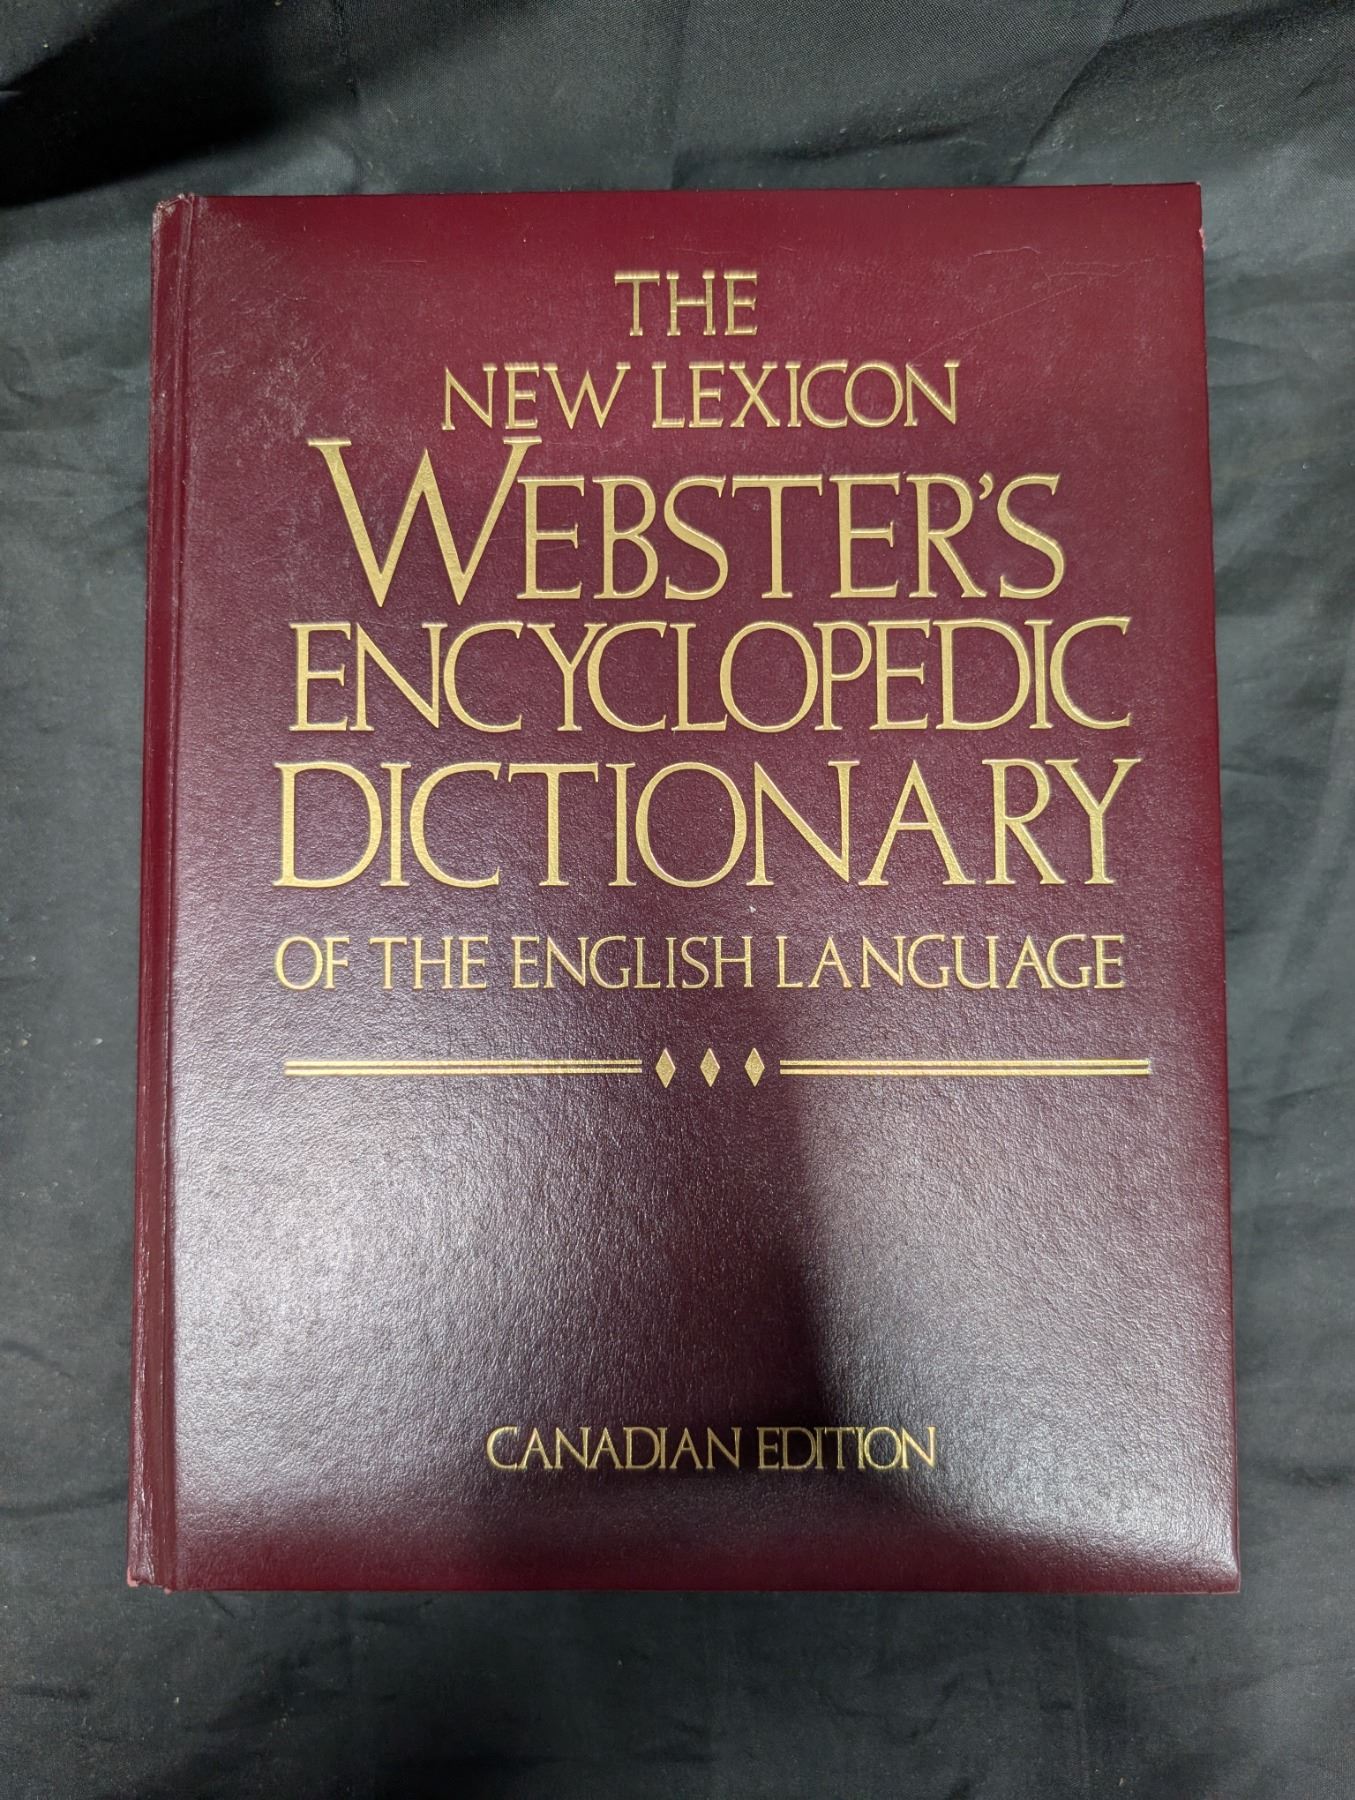 THE
NEW LEXICON
WEBSTER'S
ENCYCLOPEDIC
DICTIONARY
OF THE ENGLISH LANGUAGE
CANADIAN EDITION